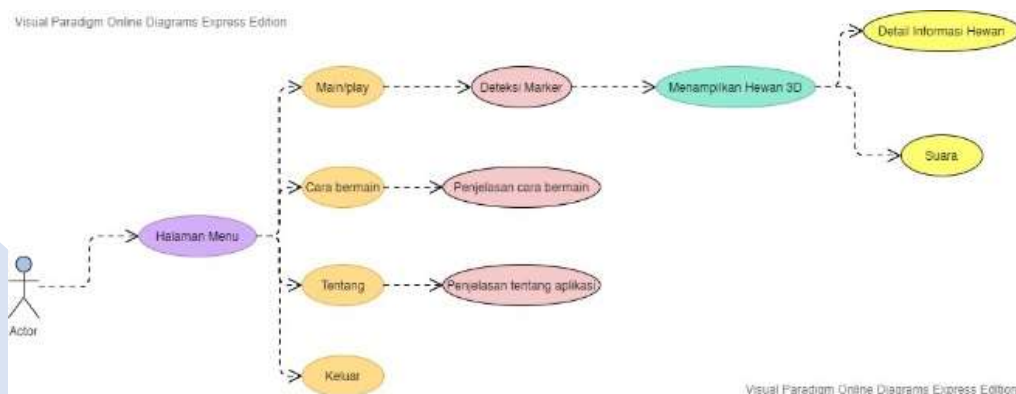 Visual Paradigm Online Diagrams Express Edition
Detail Informasi Hewan
Main/play
Deteksi Marker
Menampilkan Hewan 3D
Suara
Cara bermain
Penjelasan cara bermain
Halaman Menu
Tentang
Penjelasan tentang aplikasi
Actor
Keluar
Visual Paradigm Online Diagrams Express Edition